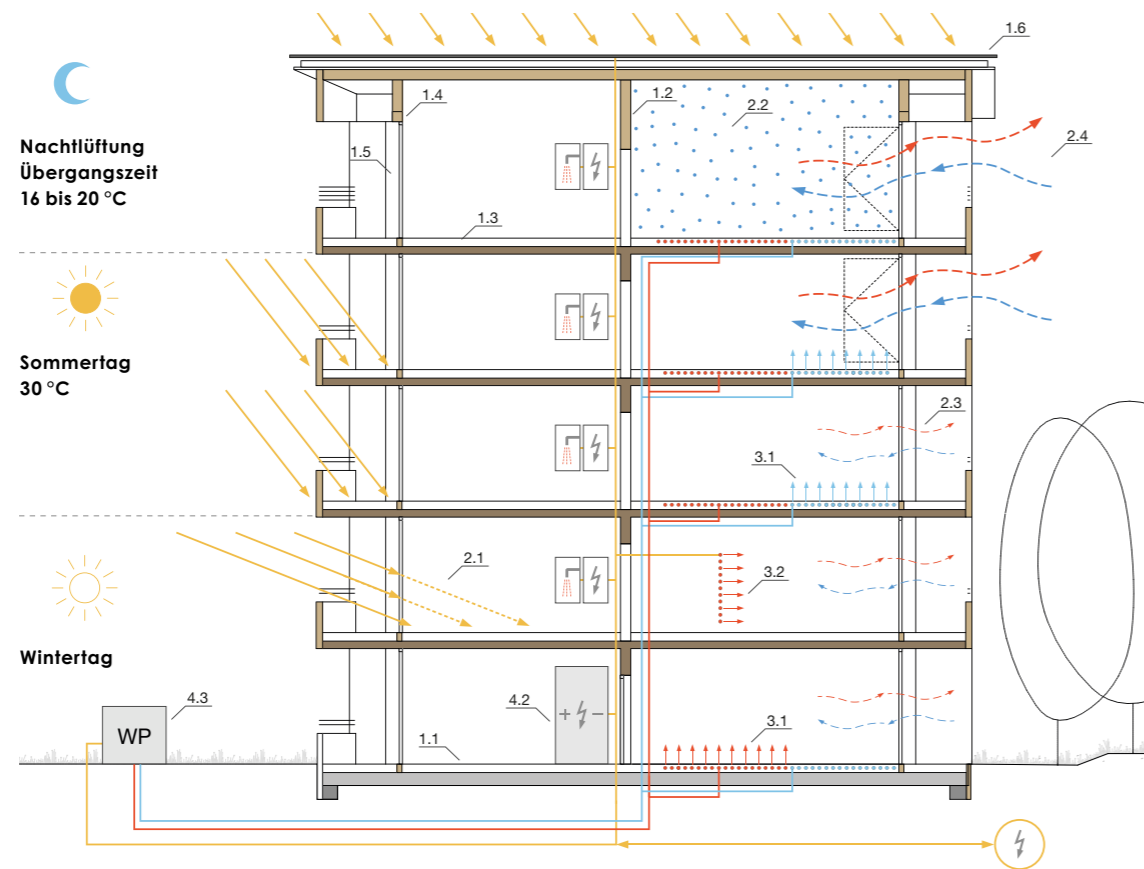 1.6
1.4
1.2
2.2
Nachtlüftung
Übergangszeit
16 bis 20 °C
1.5
2.4
1.3
Sommertag
30 °C
2.3
3.1
2.1
3.2
Wintertag
4.3
4.2
WP
+ -
3.1
1.1